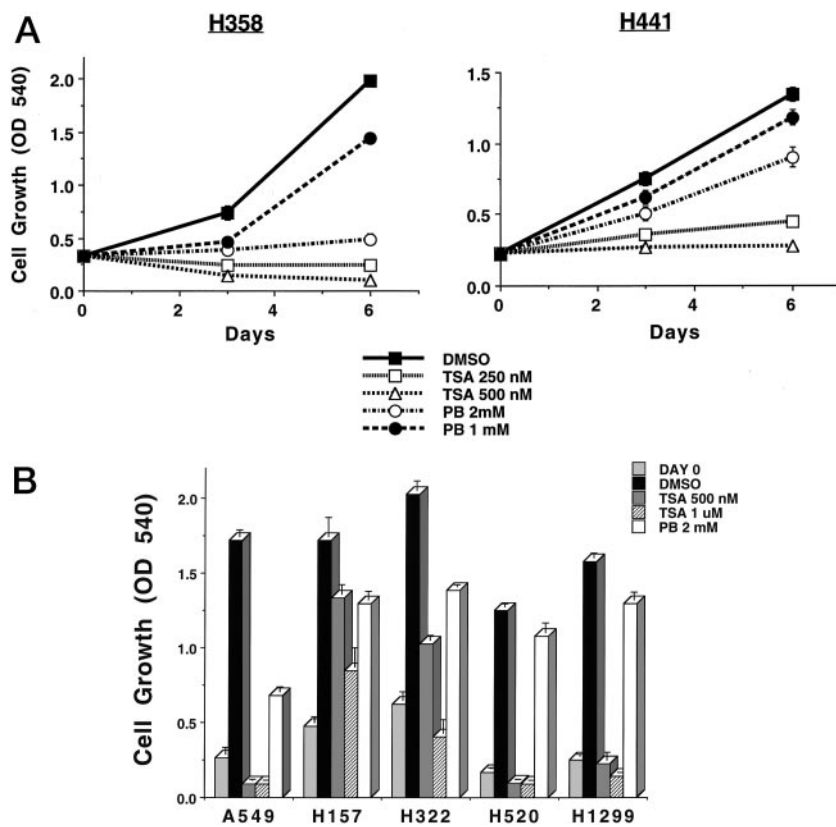 A
H358
H441
Cell Growth (OD 540)
2.0
1.5
1.0
0.5
0.0
0 2 4 6
Days
1.5
1.0
0.5
0.0
0 2 4 6
Days
DMSO
TSA 250 nM
TSA 500 nM
PB 2mM
PB 1 mM
B
Cell Growth (OD 540)
2.0
1.5
1.0
0.5
0.0
A549 H157 H322 H520 H1299
DAY 0
DMSO
TSA 500 nM
TSA 1 uM
PB 2 mM